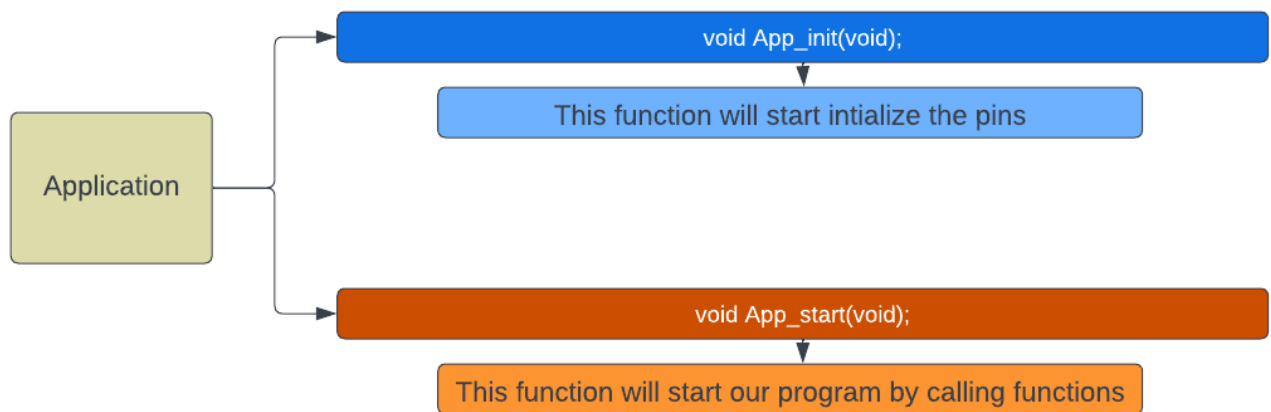 void App_init(void);
This function will start intialize the pins
Application
void App_start(void);
This function will start our program by calling functions